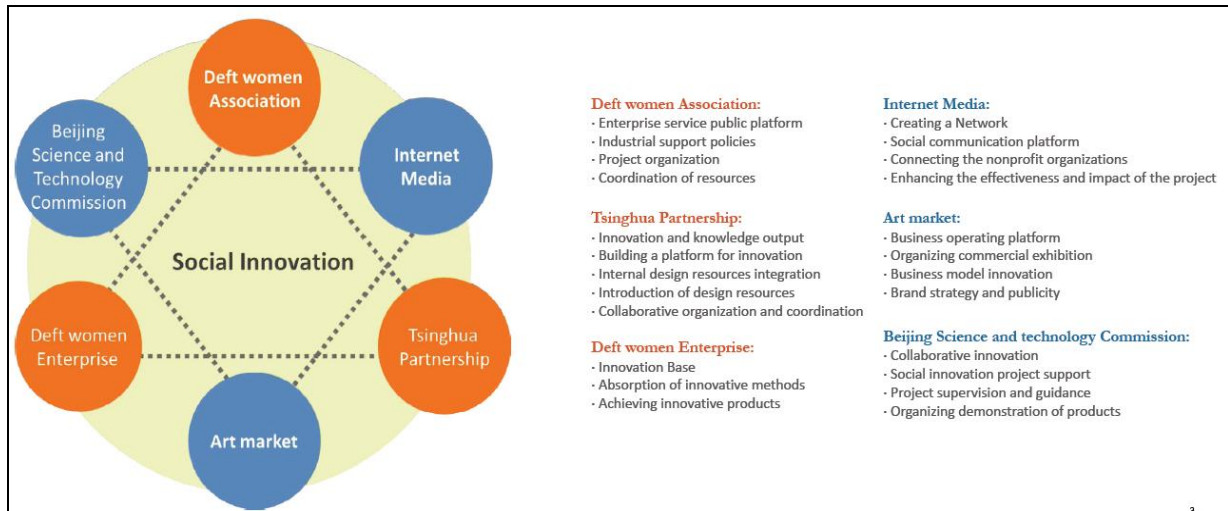 Deft women
Association
Beijing
Science and
Technology
Commission
Internet
Media
Social Innovation
Deft women
Enterprise
Tsinghua
Partnership
Art market
Deft women Association:
· Enterprise service public platform
· Industrial support policies
· Project organization
· Coordination of resources
Tsinghua Partnership:
· Innovation and knowledge output
· Building a platform for innovation
· Internal design resources integration
· Introduction of design resources
· Collaborative organization and coordination
Deft women Enterprise:
· Innovation Base
· Absorption of innovative methods
· Achieving innovative products
Internet Media:
· Creating a Network
· Social communication platform
· Connecting the nonprofit organizations
· Enhancing the effectiveness and impact of the project
Art market:
· Business operating platform
· Organizing commercial exhibition
· Business model innovation
· Brand strategy and publicity
Beijing Science and technology Commission:
· Collaborative innovation
· Social innovation project support
· Project supervision and guidance
· Organizing demonstration of products